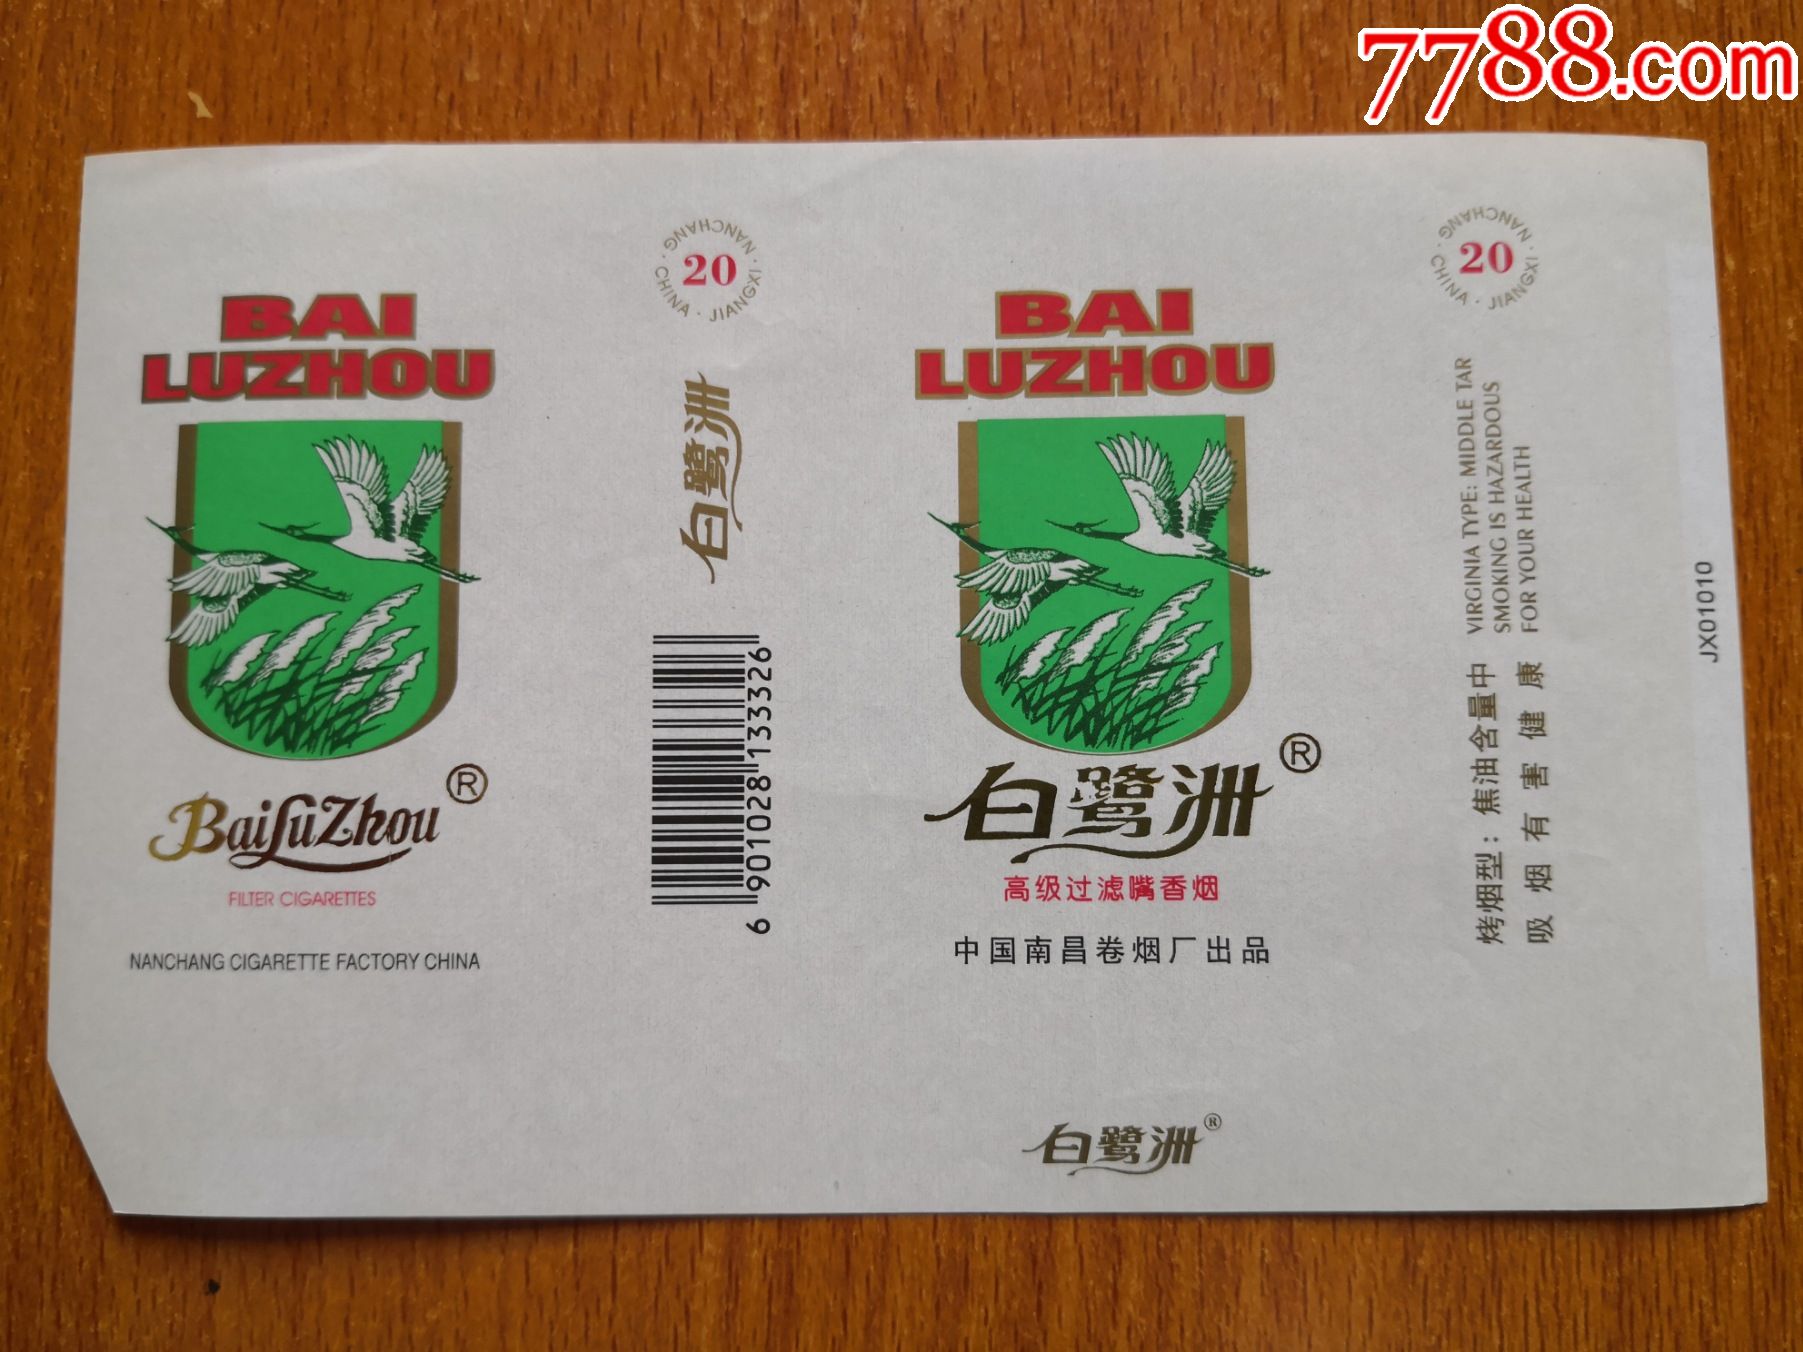 7788.com
BAI
LUZHOU
BaiLuZhou®
FILTER CIGARETTES
NANCHANG CIGARETTE FACTORY CHINA
NANCHANG · JIANGXI · CHINA ·
20
白鹭洲
6 901028 133326
BAI
LUZHOU
白鹭洲®
高级过滤嘴香烟
中国南昌卷烟厂出品
白鹭洲®
NANCHANG · JIANGXI · CHINA ·
20
烤烟型：焦油含量中 VIRGINIA TYPE: MIDDLE TAR
吸烟有害健康 SMOKING IS HAZARDOUS
FOR YOUR HEALTH
JX01010